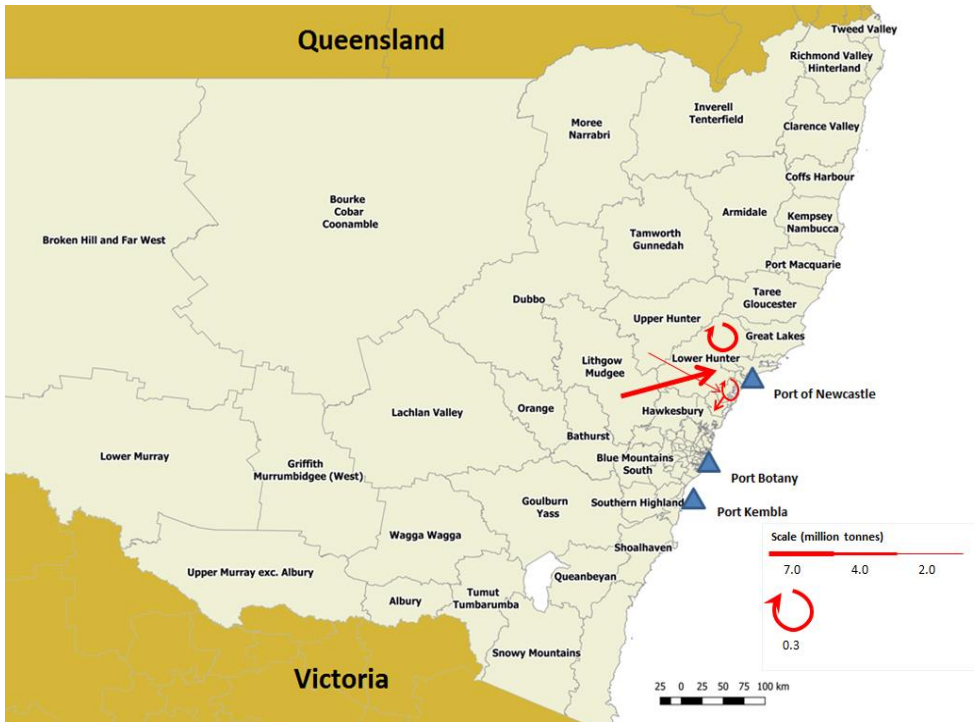 Queensland
Tweed Valley
Richmond Valley
Hinterland
Inverell
Tenterfield
Moree
Narrabri
Clarence Valley
Coffs Harbour
Bourke
Cobar
Coonamble
Armidale
Kempsey
Nambucca
Broken Hill and Far West
Tamworth
Gunnedah
Port Macquarie
Taree
Gloucester
Dubbo
Upper Hunter
Great Lakes
Lithgow
Mudgee
Lower Hunter
Port of Newcastle
Lachlan Valley
Orange
Hawkesbury
Bathurst
Lower Murray
Griffith
Murrumbidgee (West)
Blue Mountains
South
Port Botany
Goulburn
Yass
Southern Highland
Port Kembla
Wagga Wagga
Shoalhaven
Upper Murray exc. Albury
Queanbeyan
Albury
Tumut
Tumbarumba
Snowy Mountains
Victoria
Scale (million tonnes)
7.0 4.0 2.0
0.3
25 0 25 50 75 100 km